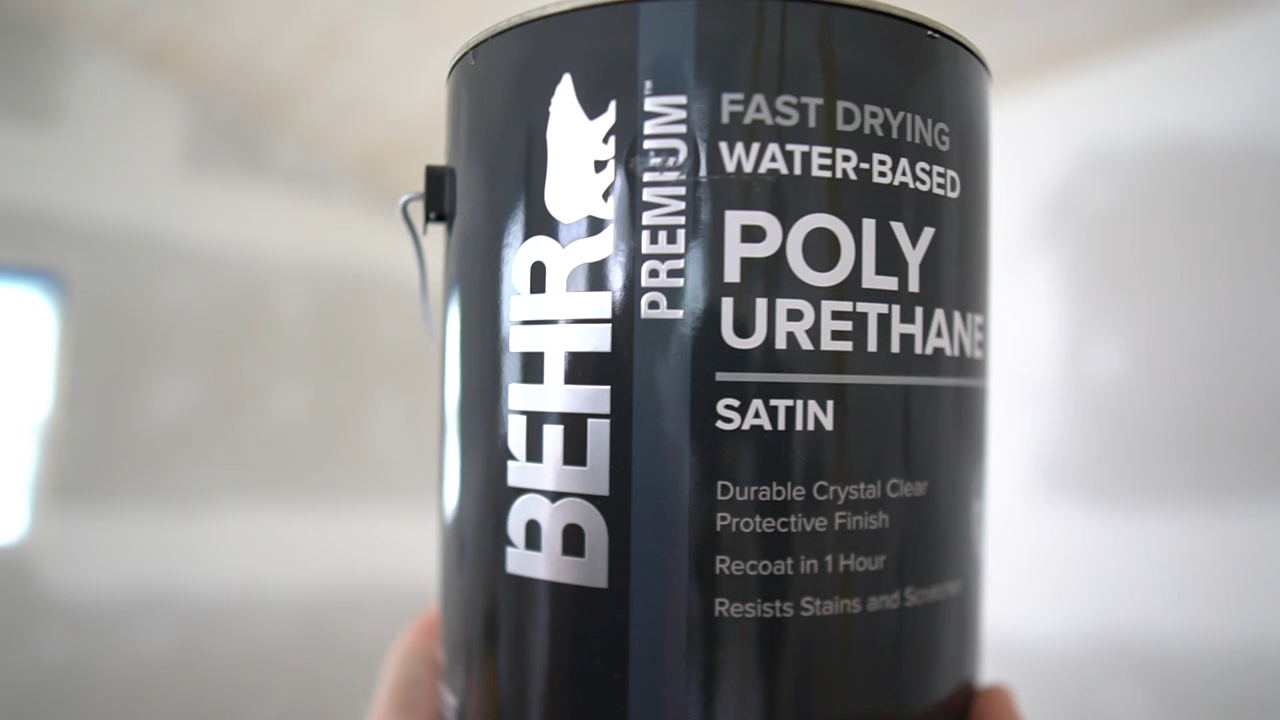 BEHR
PREMIUM™
FAST DRYING
WATER-BASED
POLY
URETHANE
SATIN
Durable Crystal Clear
Protective Finish
Recoat in 1 Hour
Resists Stains and Scratches